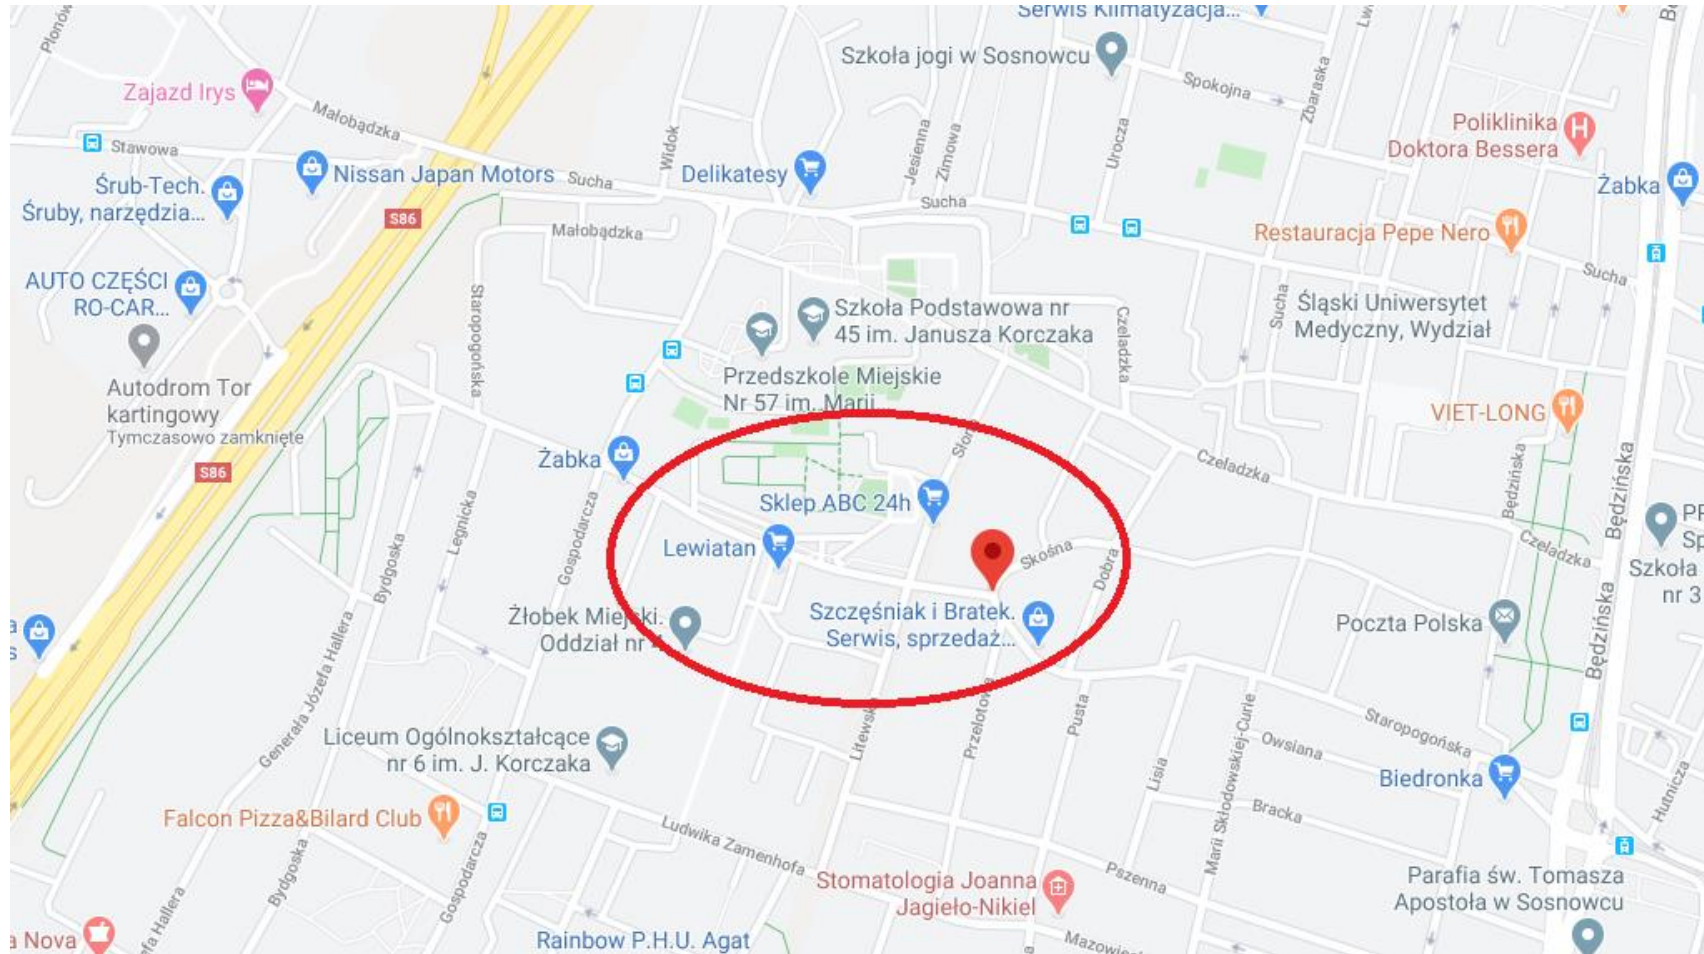 Serwis Klimatyzacja...
Plonów
Szkoła jogi w Sosnowcu
Spokojna
Zbaraska
Zajazd Irys
Małobądzka
Stawowa
Widok
Jesienna
Zimowa
Urocza
Poliklinika
Doktora Bessera
Żabka
Śrub-Tech.
Śruby, narzędzia...
Nissan Japan Motors
Sucha
Delikatesy
Sucha
S86
Małobądzka
Restauracja Pepe Nero
Sucha
AUTO CZĘŚCI
RO-CAR...
Staropogońska
Szkoła Podstawowa nr
45 im. Janusza Korczaka
Czeladzka
Sucha
Śląski Uniwersytet
Medyczny, Wydział
Autodrom Tor
kartingowy
Tymczasowo zamknięte
Przedszkole Miejskie
Nr 57 im. Marii
VIET-LONG
S86
Żabka
Czeladzka
Będzińska
Będzińska
Legnicka
Gospodarcza
Sklep ABC 24h
Lewiatan
Skośna
Dobra
Czeladzka
Szkoła
nr 3
Bydgoska
Żłobek Miejski.
Oddział nr 4
Szczęśniak i Bratek.
Serwis, sprzedaż...
Poczta Polska
Będzińska
Generała Józefa Hallera
Liceum Ogólnokształcące
nr 6 im. J. Korczaka
Litewska
Przelotowa
Pusta
Lisia
Marii Skłodowskiej-Curie
Staropogońska
Owsiana
Biedronka
Hutnicza
Bracka
Falcon Pizza&Bilard Club
Ludwika Zamenhofa
Bydgoska
Gospodarcza
Pszenna
Stomatologia Joanna
Jagieło-Nikiel
Parafia św. Tomasza
Apostoła w Sosnowcu
Hallera
Nova
Rainbow P.H.U. Agat